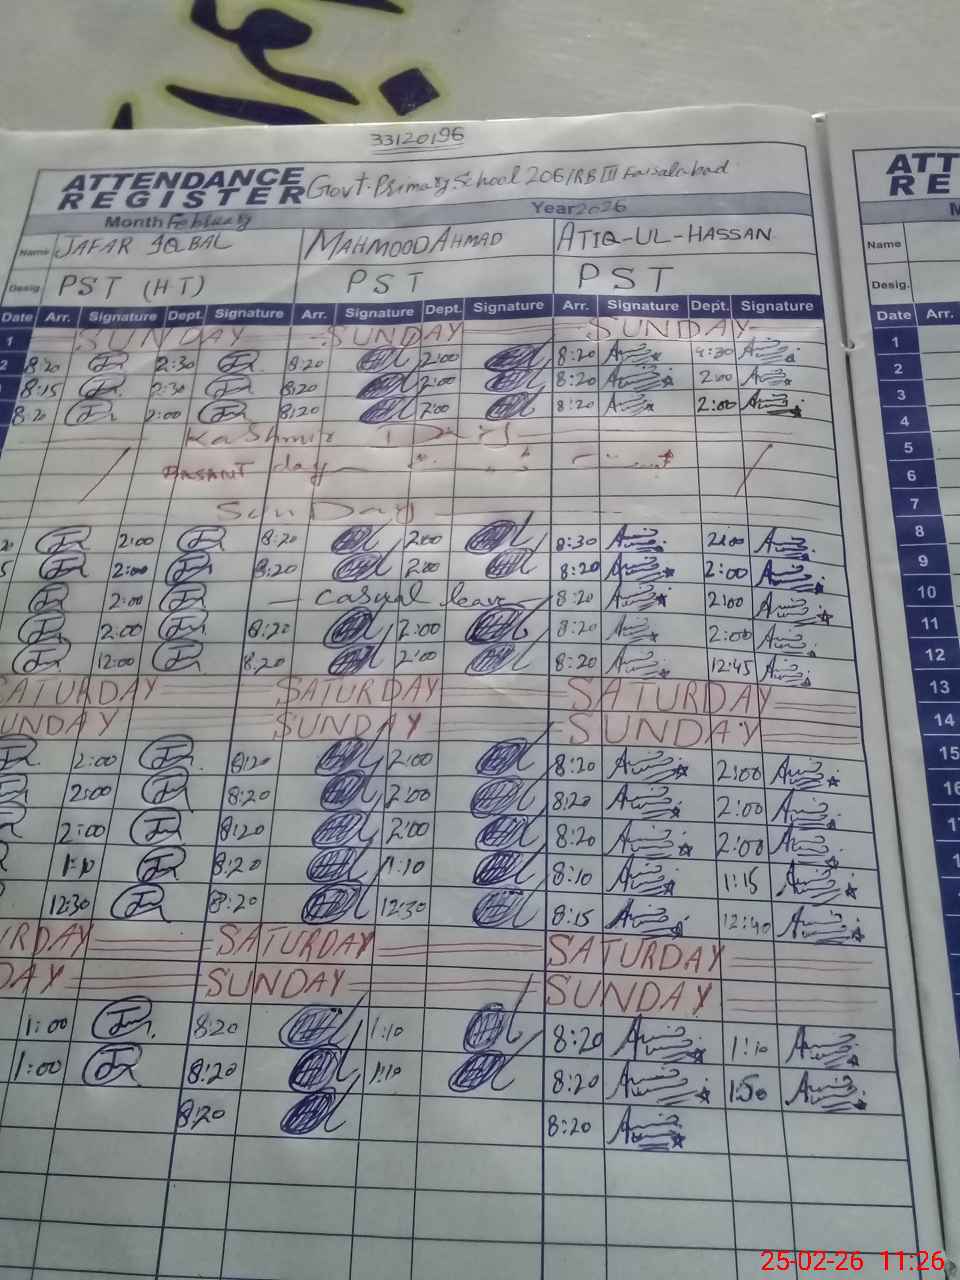 33120196
ATTENDANCE REGISTER Govt. Primary School 206/RB III Faisalabad
Month February Year 2026
Name JAFAR IQBAL MAHMOOD AHMAD ATIQ-UL-HASSAN
Desig. PST (HT) PST PST
Date Arr. Signature Dept. Signature Arr. Signature Dept. Signature Arr. Signature Dept. Signature
1 SUNDAY SUNDAY SUNDAY
2 8:20 2:30 8:20 2:00 8:20 4:30
8:15 2:30 8:20 2:00 8:20 2:00
8:20 2:00 8:20 2:00 8:20 2:00
Kashmir Day
BASANT day
SunDay
2:00 8:20 2:00 8:30 2:00
2:00 8:20 2:00 8:20 2:00
2:00 casual leave 8:20 2:00
2:00 8:20 2:00 8:20 2:00
12:00 8:20 2:00 8:20 12:45
SATURDAY SATURDAY SATURDAY
SUNDAY SUNDAY SUNDAY
2:00 8:20 2:00 8:20 2:00
2:00 8:20 2:00 8:20 2:00
2:00 8:20 2:00 8:20 2:00
1:10 8:20 1:10 8:10 1:15
12:30 8:20 12:30 8:15 12:40
RDAY SATURDAY SATURDAY
DAY SUNDAY SUNDAY
1:00 8:20 1:10 8:20 1:10
1:00 8:20 1:10 8:20 1:50
8:20 8:20
ATT
RE
Name
Desig.
Date Arr.
1
2
3
4
5
6
7
8
9
10
11
12
13
14
15
16
25-02-26 11:26